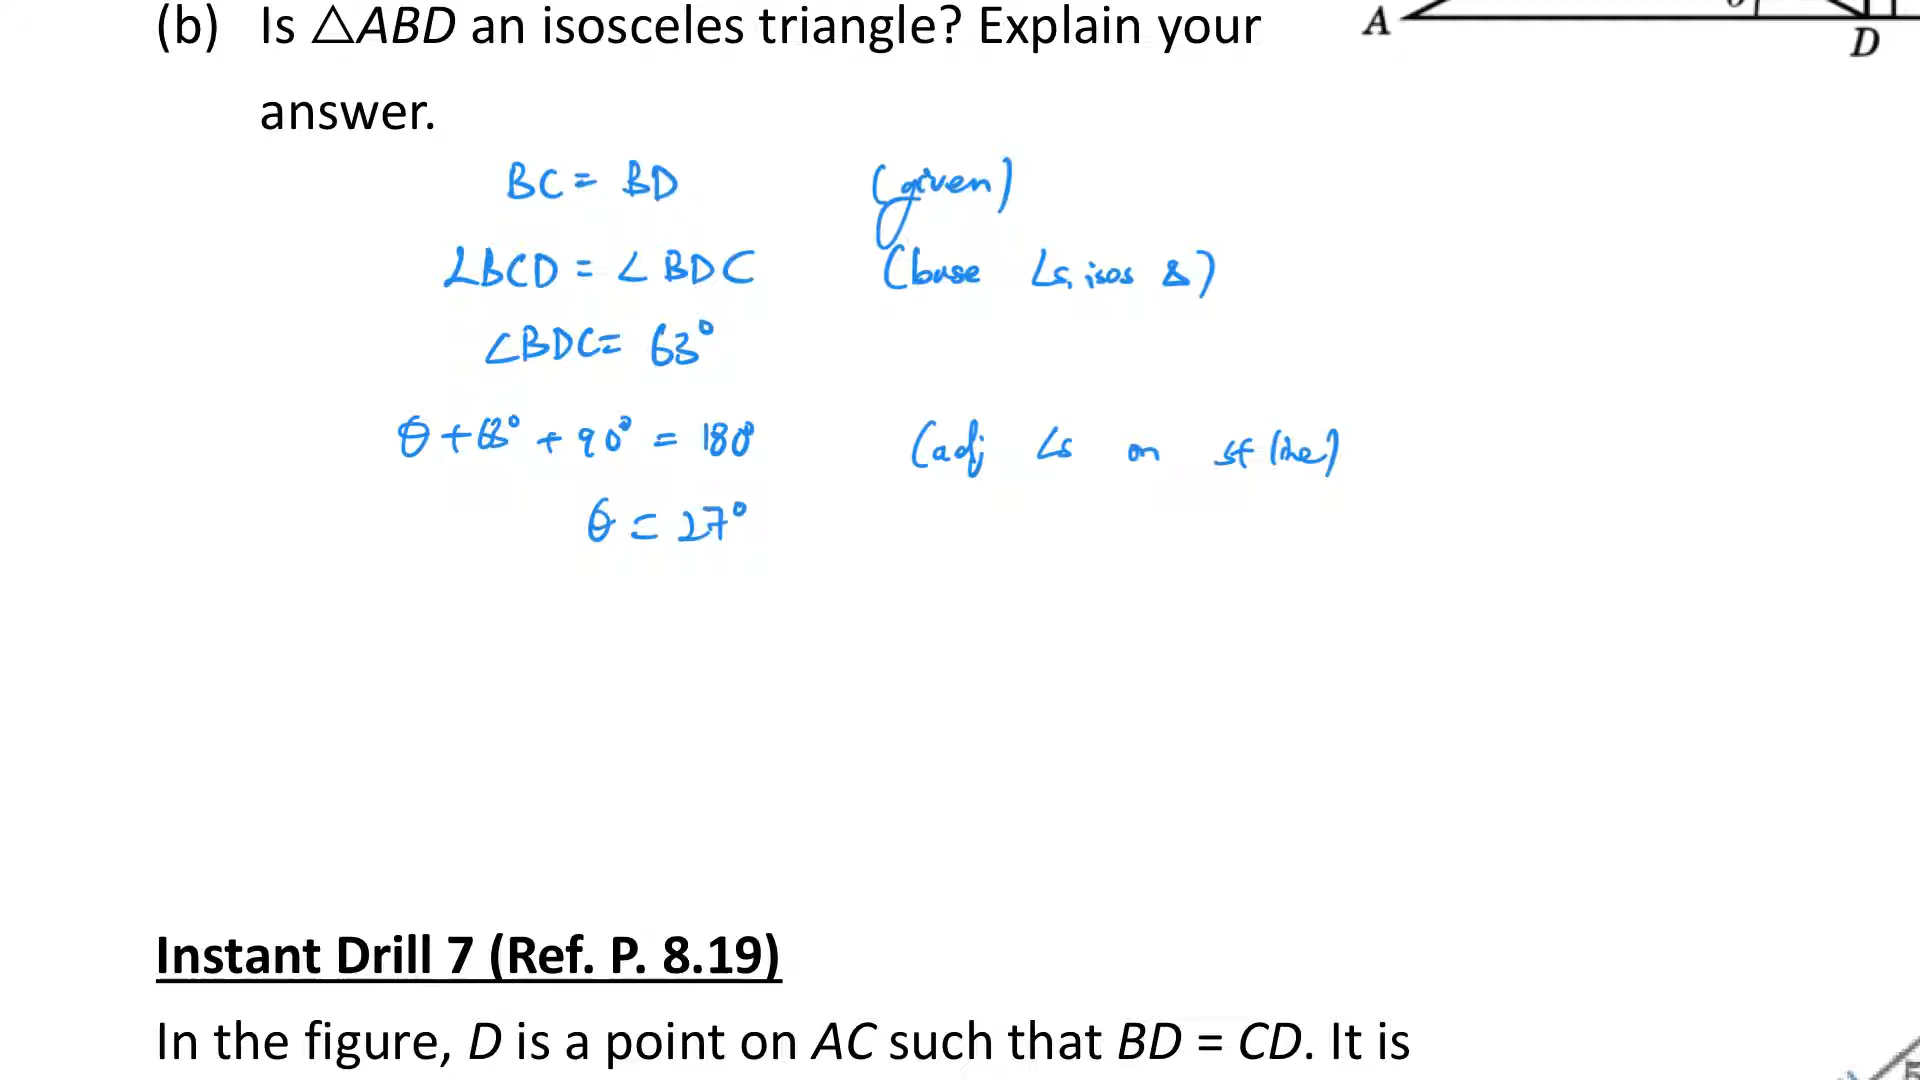 (b) Is △ABD an isosceles triangle? Explain your
answer.
A
D
BC = BD (given)
∠BCD = ∠BDC (base ∠s, isos △)
∠BDC = 63°
θ + 63° + 90° = 180° (adj ∠s on st line)
θ = 27°
Instant Drill 7 (Ref. P. 8.19)
In the figure, D is a point on AC such that BD = CD. It is